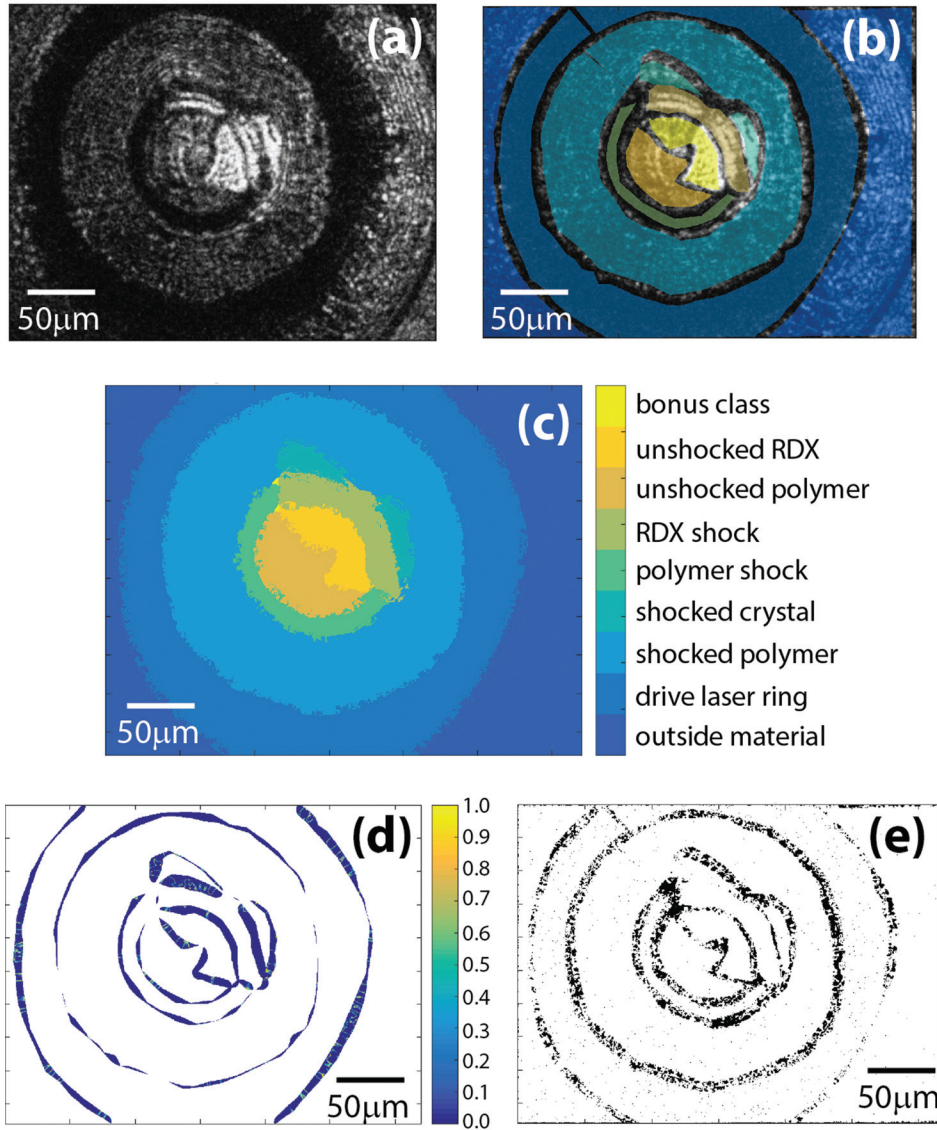 (a)
50μm
(b)
50μm
(c)
50μm
bonus class
unshocked RDX
unshocked polymer
RDX shock
polymer shock
shocked crystal
shocked polymer
drive laser ring
outside material
(d)
50μm
1.0
0.9
0.8
0.7
0.6
0.5
0.4
0.3
0.2
0.1
0.0
(e)
50μm